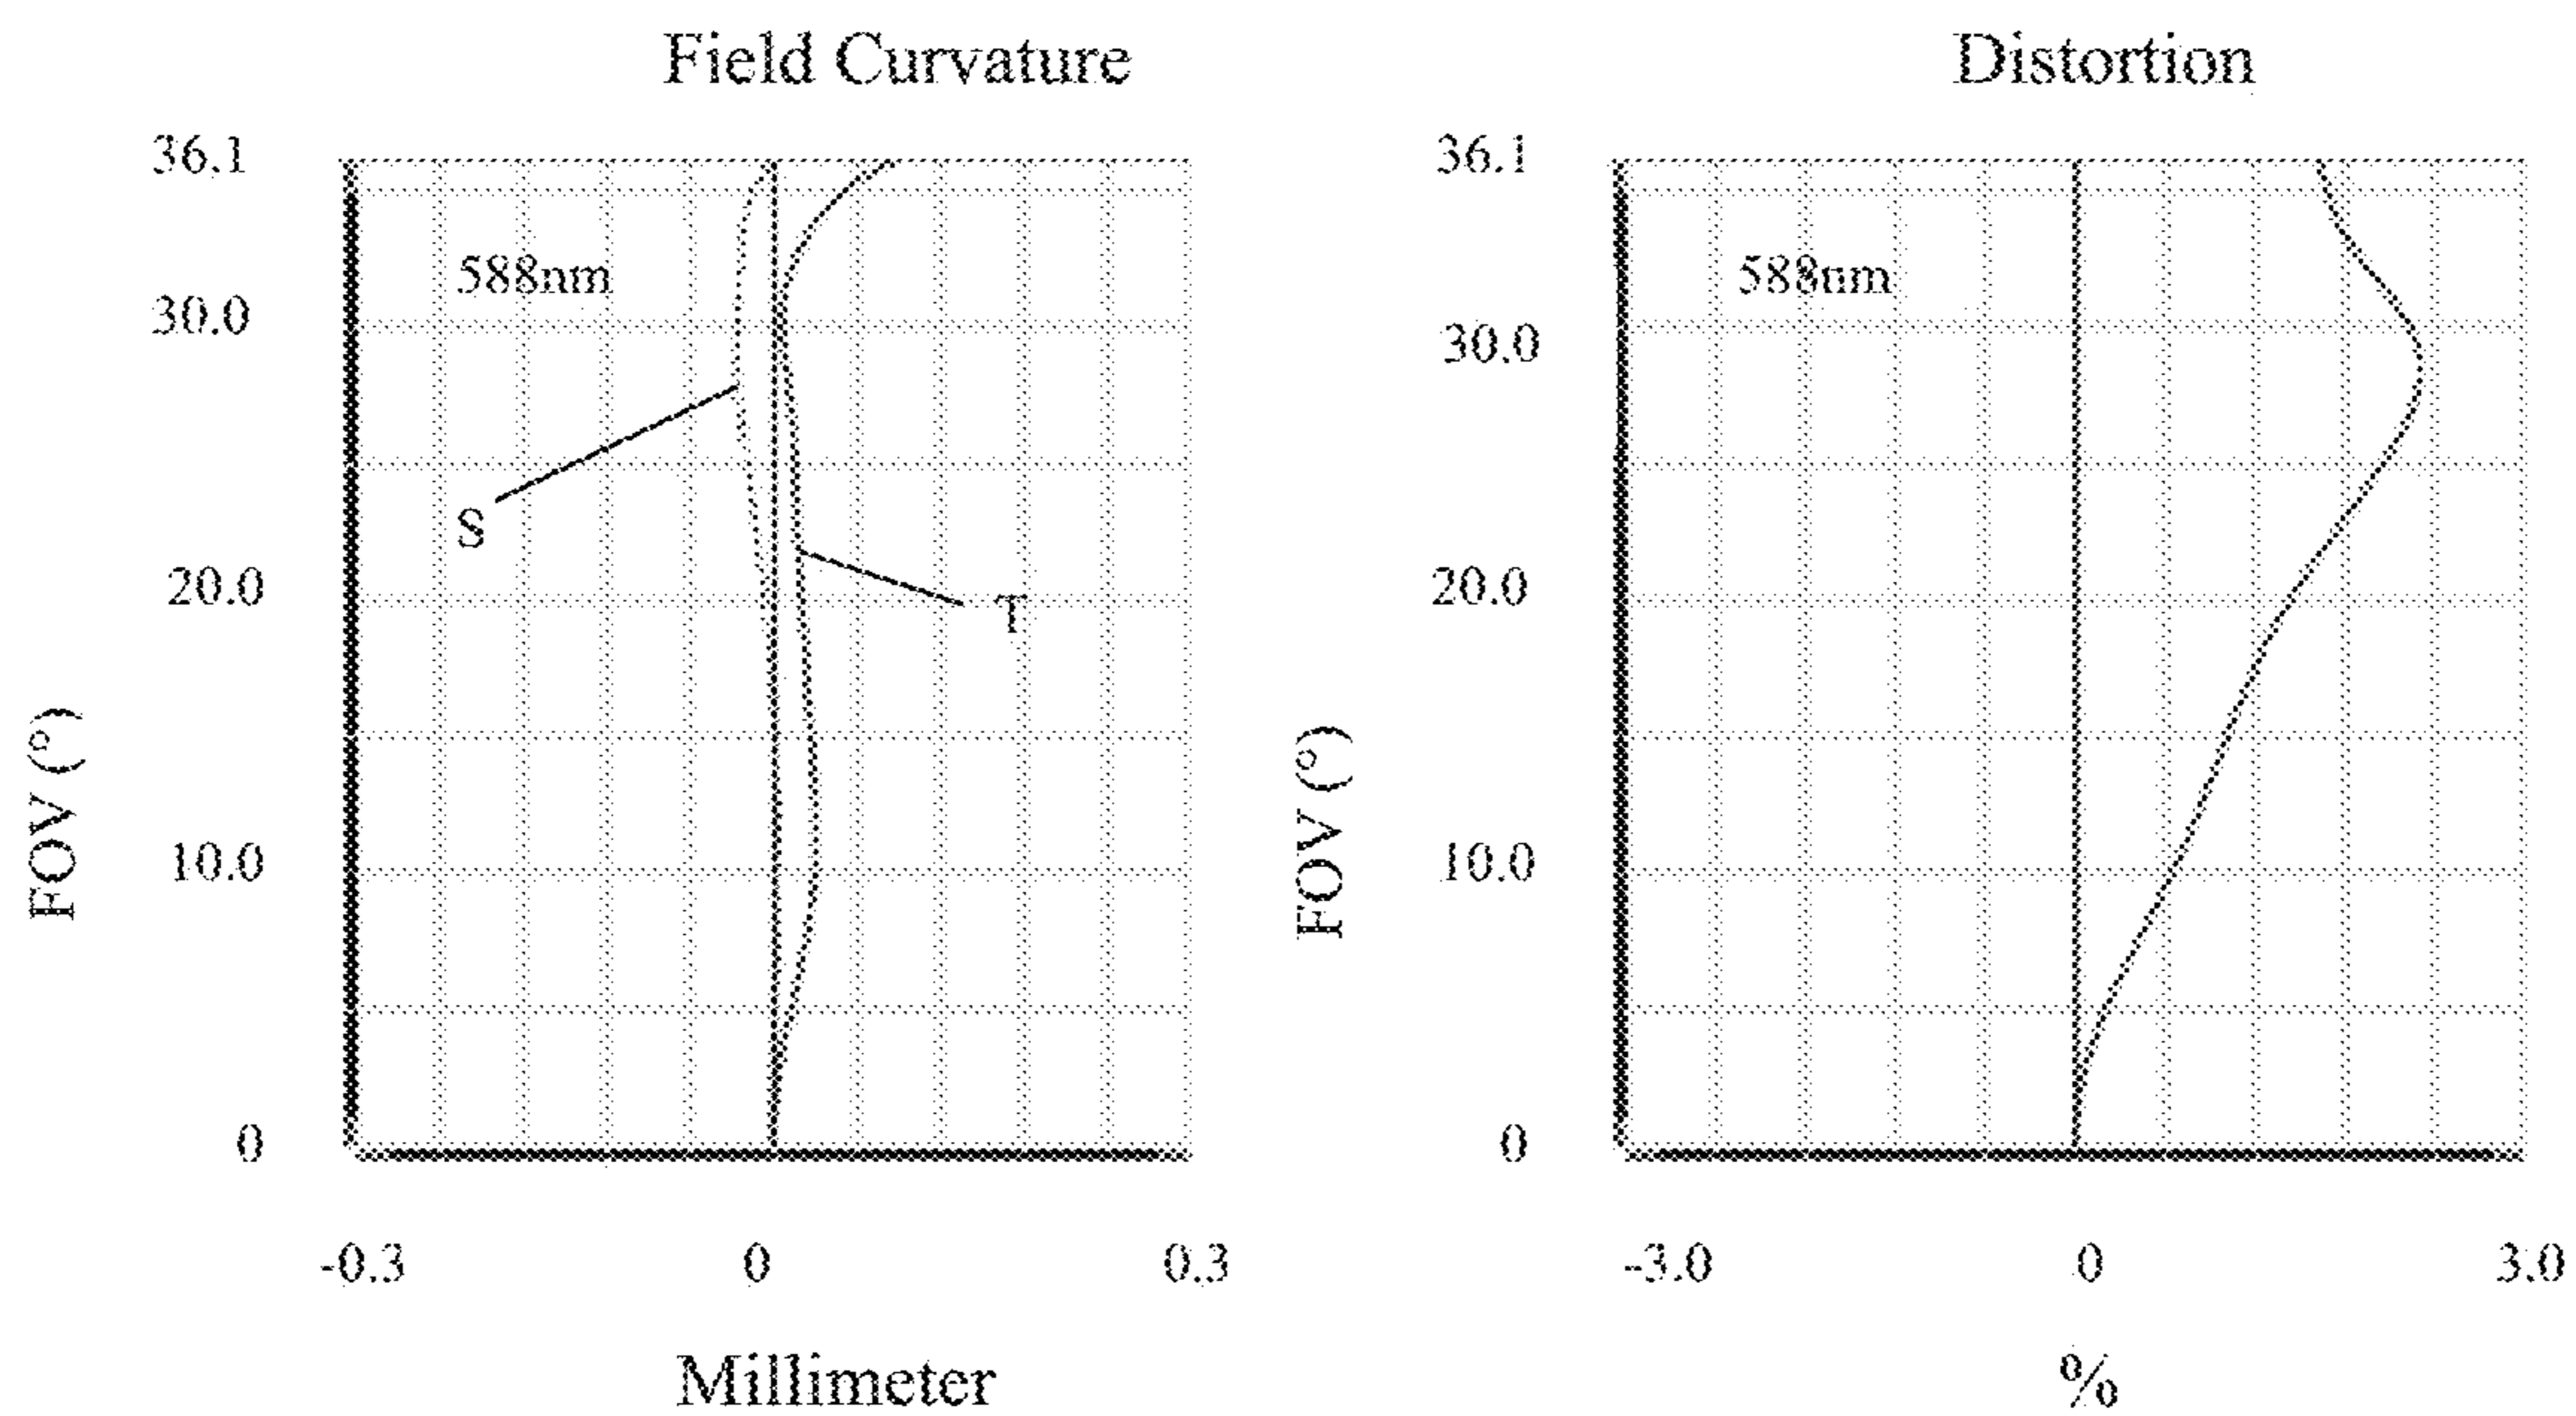 Field Curvature
36.1
588nm
30.0
S
20.0
T
FOV (°)
10.0
0
-0.3 0 0.3
Millimeter
Distortion
36.1
588nm
30.0
20.0
FOV (°)
10.0
0
-3.0 0 3.0
%